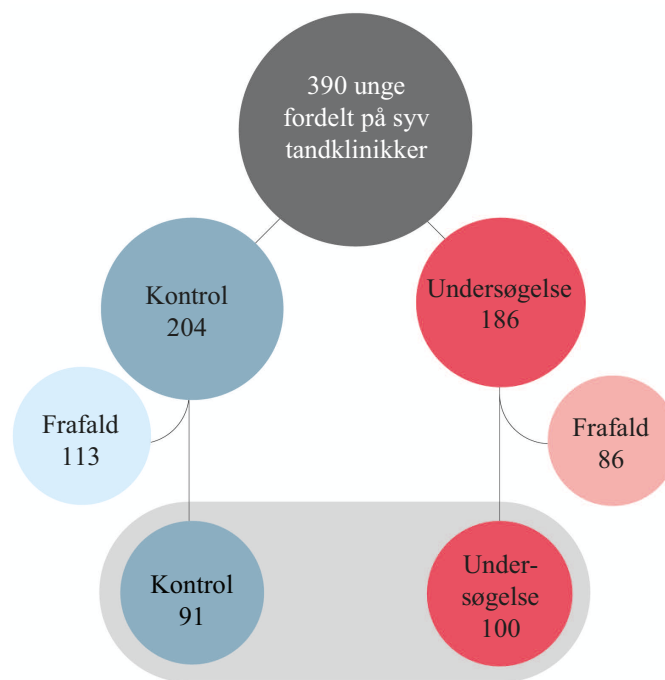 390 unge
fordelt på syv
tandklinikker
Kontrol
204
Undersøgelse
186
Frafald
113
Frafald
86
Kontrol
91
Under-
søgelse
100